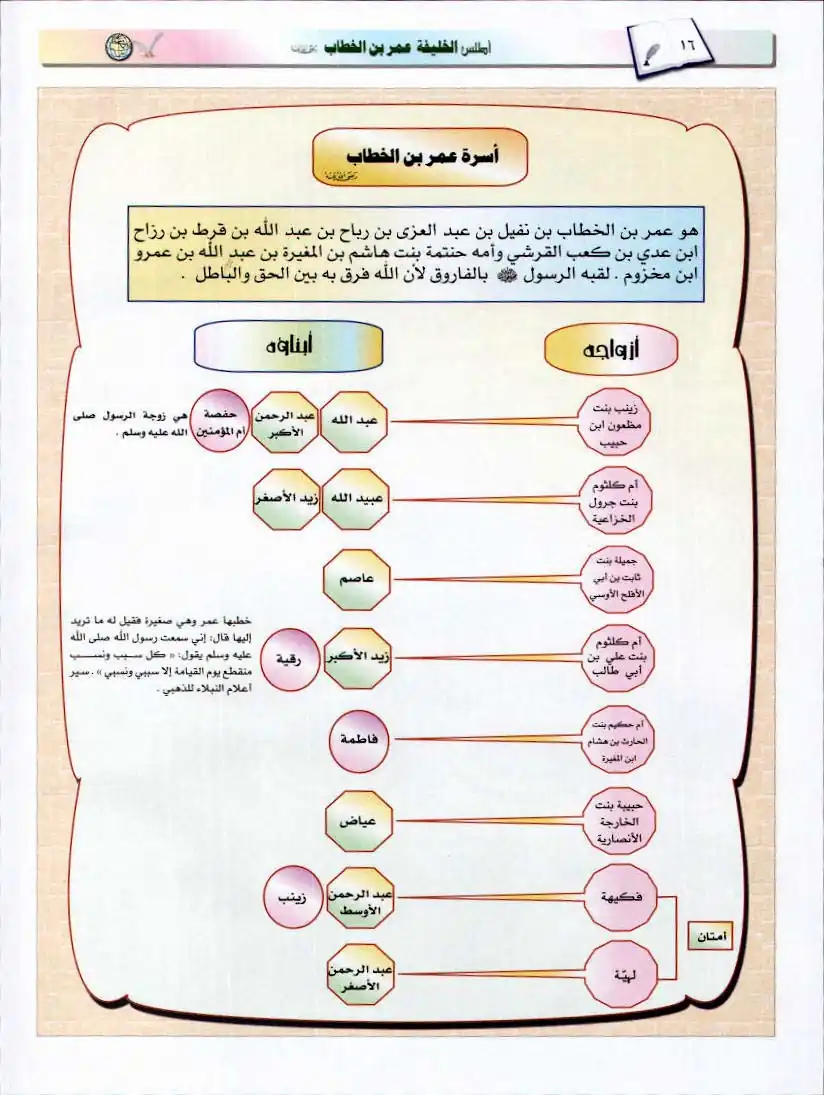 ١٦
أطلس الخليفة عمر بن الخطاب
أسرة عمر بن الخطاب
هو عمر بن الخطاب بن نفيل بن عبد العزى بن رباح بن عبد الله بن قرط بن رزاح
ابن عدي بن كعب القرشي وأمه حنتمة بنت هاشم بن المغيرة بن عبد الله بن عمرو
ابن مخزوم . لقبه الرسول ﷺ بالفاروق لأن الله فرق به بين الحق والباطل .
أزواجه
أبناؤه
زينب بنت
مظعون ابن
حبيب
عبد الله
عبد الرحمن
الأكبر
حفصة
أم المؤمنين
هي زوجة الرسول صلى
الله عليه وسلم .
أم كلثوم
بنت جرول
الخزاعية
عبيد الله
زيد الأصغر
جميلة بنت
ثابت بن أبي
الأفلح الأوسي
عاصم
أم كلثوم
بنت علي بن
أبي طالب
زيد الأكبر
رقية
خطبها عمر وهي صغيرة فقيل له ما تريد
إليها قال: إني سمعت رسول الله صلى الله
عليه وسلم يقول: « كل سبب ونسب
منقطع يوم القيامة إلا سببي ونسبي » . سير
أعلام النبلاء للذهبي .
أم حكيم بنت
الحارث بن هشام
ابن المغيرة
فاطمة
حبيبة بنت
الخارجة
الأنصارية
عياض
فكيهة
عبد الرحمن
الأوسط
زينب
أمتان
لهيّة
عبد الرحمن
الأصغر